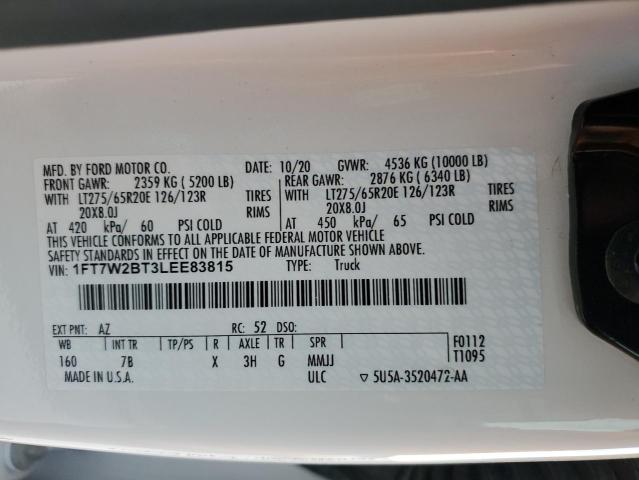 MFD. BY FORD MOTOR CO. DATE: 10/20 GVWR: 4536 KG (10000 LB)
FRONT GAWR: 2359 KG ( 5200 LB) REAR GAWR: 2876 KG ( 6340 LB)
WITH LT275/65R20E 126/123R TIRES WITH LT275/65R20E 126/123R TIRES
20X8.0J RIMS 20X8.0J RIMS
AT 420 kPa/ 60 PSI COLD AT 450 kPa/ 65 PSI COLD
THIS VEHICLE CONFORMS TO ALL APPLICABLE FEDERAL MOTOR VEHICLE
SAFETY STANDARDS IN EFFECT ON THE DATE OF MANUFACTURE SHOWN ABOVE.
VIN: 1FT7W2BT3LEE83815 TYPE: Truck
EXT PNT: AZ RC: 52 DSO:
WB INT TR TP/PS R AXLE TR SPR F0112
160 7B X 3H G MMJJ T1095
MADE IN U.S.A. ULC ▽ 5U5A-3520472-AA